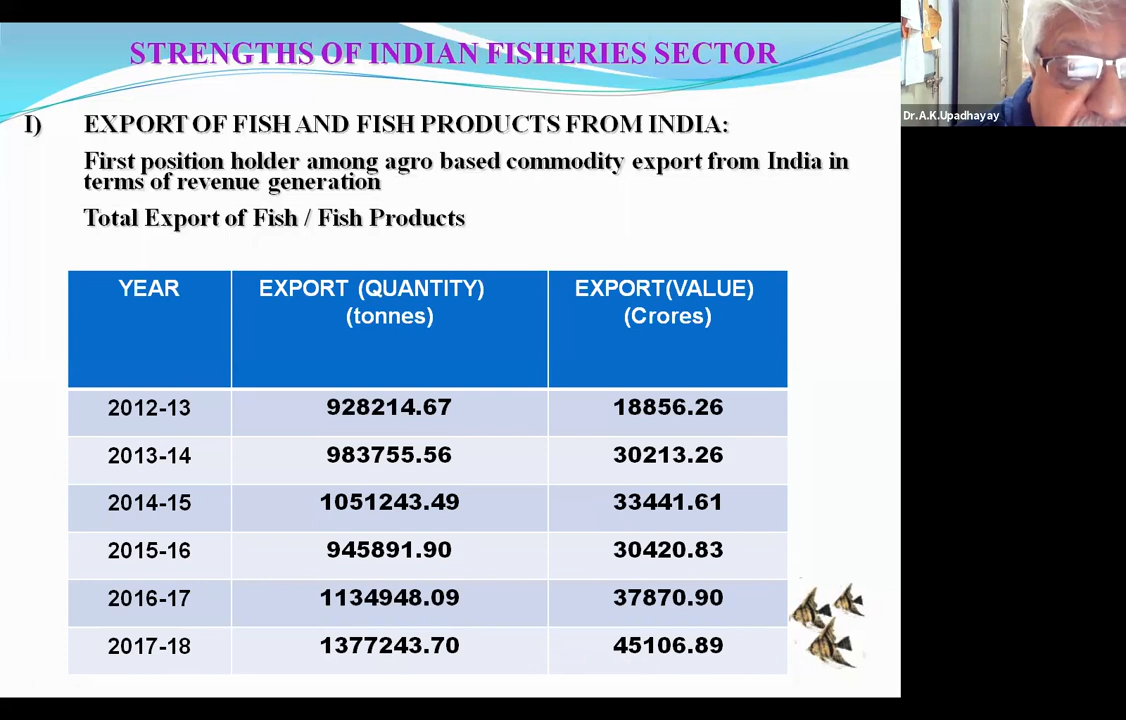 STRENGTHS OF INDIAN FISHERIES SECTOR
Dr.A.K.Upadhayay
I) EXPORT OF FISH AND FISH PRODUCTS FROM INDIA:
First position holder among agro based commodity export from India in
terms of revenue generation
Total Export of Fish / Fish Products
YEAR EXPORT (QUANTITY) EXPORT(VALUE)
(tonnes) (Crores)
2012-13 928214.67 18856.26
2013-14 983755.56 30213.26
2014-15 1051243.49 33441.61
2015-16 945891.90 30420.83
2016-17 1134948.09 37870.90
2017-18 1377243.70 45106.89